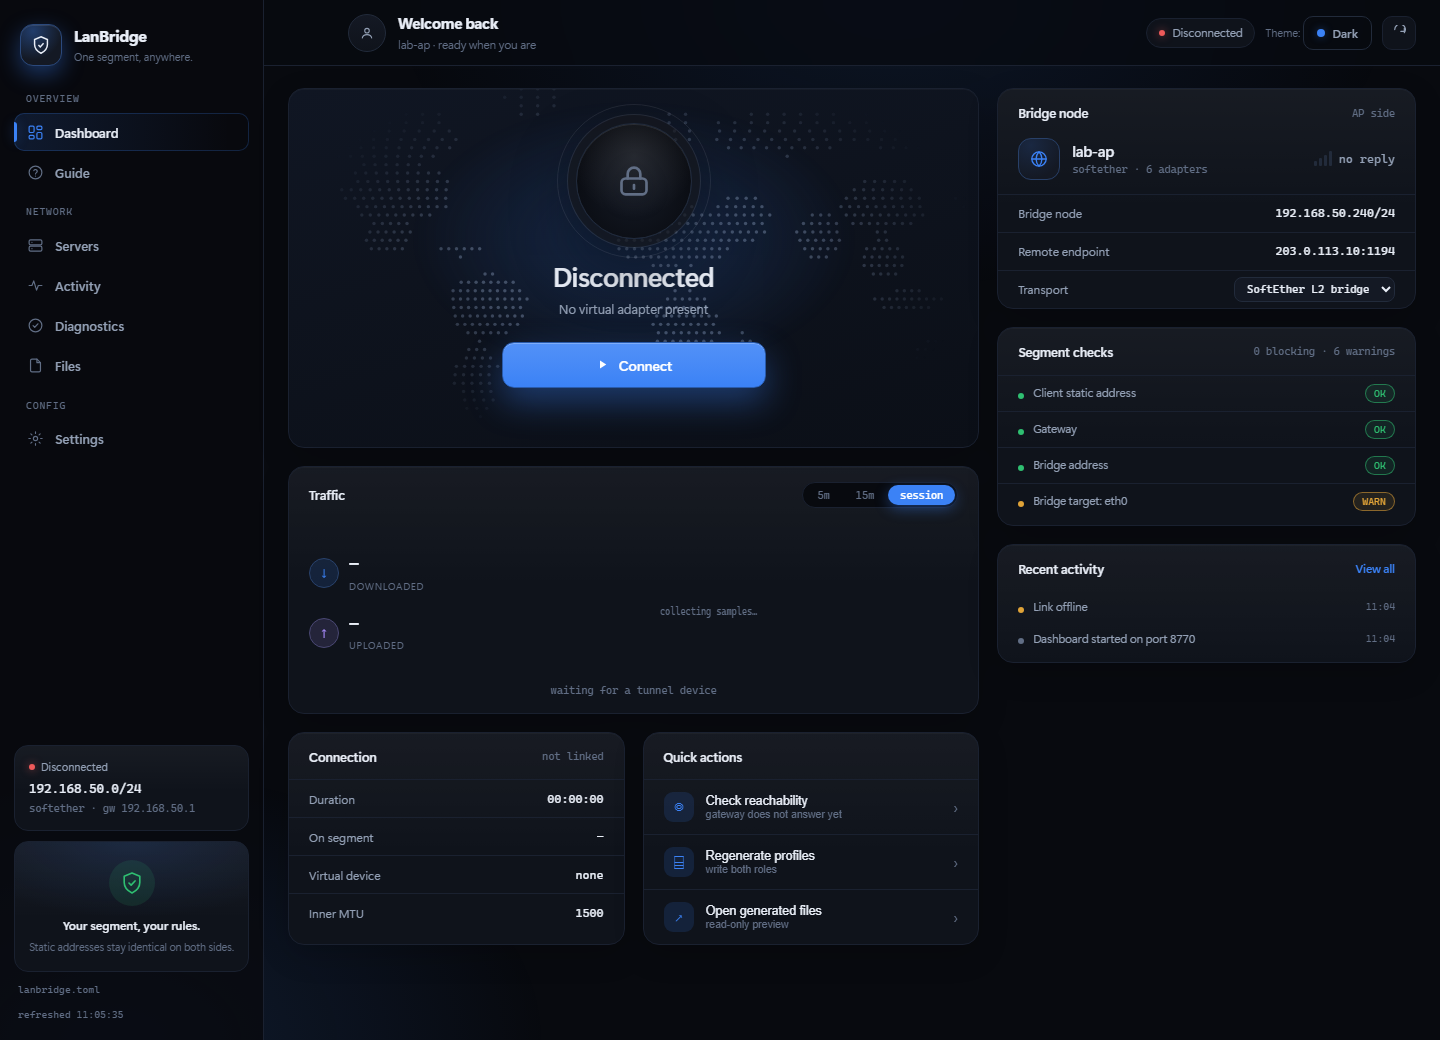 LanBridge
One segment, anywhere.
OVERVIEW
Dashboard
Guide
NETWORK
Servers
Activity
Diagnostics
Files
CONFIG
Settings
Disconnected
192.168.50.0/24
softether · gw 192.168.50.1
Your segment, your rules.
Static addresses stay identical on both sides.
lanbridge.toml
refreshed 11:05:35
Welcome back
lab-ap · ready when you are
Disconnected
Theme:
Dark
Disconnected
No virtual adapter present
Connect
Traffic
5m
15m
session
—
DOWNLOADED
—
UPLOADED
collecting samples…
waiting for a tunnel device
Connection
not linked
Duration
00:00:00
On segment
—
Virtual device
none
Inner MTU
1500
Quick actions
Check reachability
gateway does not answer yet
Regenerate profiles
write both roles
Open generated files
read-only preview
Bridge node
AP side
lab-ap
softether · 6 adapters
no reply
Bridge node
192.168.50.240/24
Remote endpoint
203.0.113.10:1194
Transport
SoftEther L2 bridge
Segment checks
0 blocking · 6 warnings
Client static address
OK
Gateway
OK
Bridge address
OK
Bridge target: eth0
WARN
Recent activity
View all
Link offline
11:04
Dashboard started on port 8770
11:04